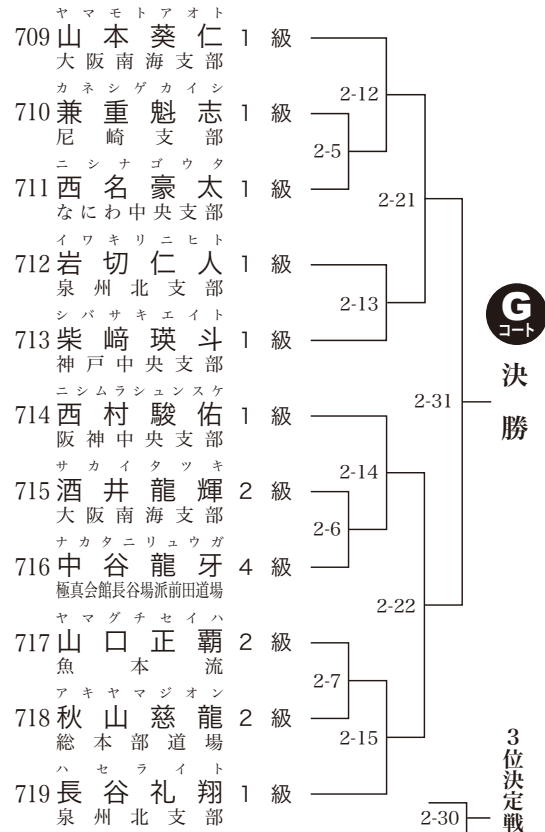 ヤマモトアオト
709 山本葵仁 1 級
大阪南海支部
カネシゲカイシ
710 兼重魁志 1 級
尼崎支部
ニシナゴウタ
711 西名豪太 1 級
なにわ中央支部
イワキリニヒト
712 岩切仁人 1 級
泉州北支部
シバサキエイト
713 柴﨑瑛斗 1 級
神戸中央支部
ニシムラシュンスケ
714 西村駿佑 1 級
阪神中央支部
サカイタツキ
715 酒井龍輝 2 級
大阪南海支部
ナカタニリュウガ
716 中谷龍牙 4 級
極真会館長谷場派前田道場
ヤマグチセイハ
717 山口正覇 2 級
魚本流
アキヤマジオン
718 秋山慈龍 2 級
総本部道場
ハセライト
719 長谷礼翔 1 級
泉州北支部
2-12
2-5
2-21
2-13
2-31
2-14
2-6
2-22
2-7
2-15
G
コート
決勝
3位決定戦
2-30